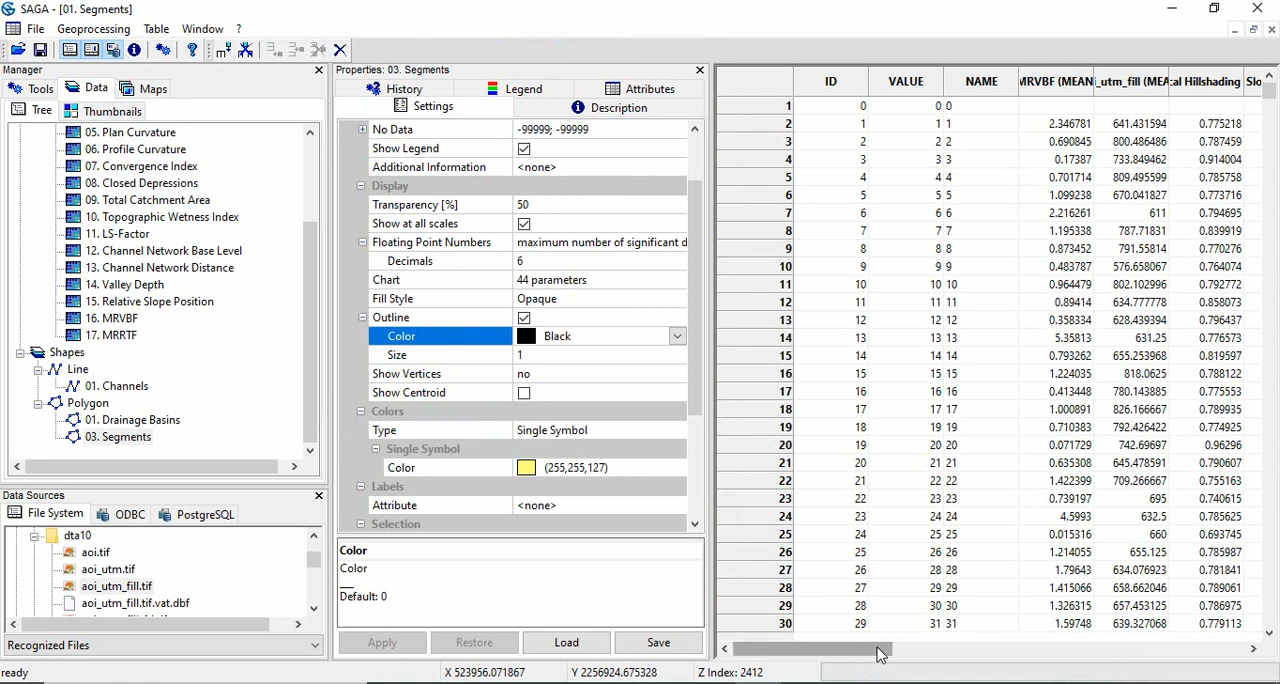 SAGA - [01. Segments]
File Geoprocessing Table Window ?
Manager
Tools Data Maps
Tree Thumbnails
05. Plan Curvature
06. Profile Curvature
07. Convergence Index
08. Closed Depressions
09. Total Catchment Area
10. Topographic Wetness Index
11. LS-Factor
12. Channel Network Base Level
13. Channel Network Distance
14. Valley Depth
15. Relative Slope Position
16. MRVBF
17. MRRTF
Shapes
Line
01. Channels
Polygon
01. Drainage Basins
03. Segments
Data Sources
File System ODBC PostgreSQL
dta10
aoi.tif
aoi_utm.tif
aoi_utm_fill.tif
aoi_utm_fill.tif.vat.dbf
Recognized Files
Properties: 03. Segments
History Legend Attributes
Settings Description
No Data -99999; -99999
Show Legend
Additional Information <none>
Display
Transparency [%] 50
Show at all scales
Floating Point Numbers maximum number of significant d
Decimals 6
Chart 44 parameters
Fill Style Opaque
Outline
Color Black
Size 1
Show Vertices no
Show Centroid
Colors
Type Single Symbol
Single Symbol
Color (255,255,127)
Labels
Attribute <none>
Selection
Color
Color
Default: 0
Apply Restore Load Save
ID VALUE NAME MRVBF (MEAN i_utm_fill (MEA cal Hillshading Slo
1 0 0 0
2 1 1 1 2.346781 641.431594 0.775218
3 2 2 2 0.690845 800.486486 0.787459
4 3 3 3 0.17387 733.849462 0.914004
5 4 4 4 0.701714 809.495599 0.785758
6 5 5 5 1.099238 670.041827 0.773716
7 6 6 6 2.216261 611 0.794695
8 7 7 7 1.195338 787.71831 0.839919
9 8 8 8 0.873452 791.55814 0.770276
10 9 9 9 0.483787 576.658067 0.764074
11 10 10 10 0.964479 802.102996 0.792772
12 11 11 11 0.89414 634.777778 0.858073
13 12 12 12 0.358334 628.439394 0.796437
14 13 13 13 5.35813 631.25 0.776573
15 14 14 14 0.793262 655.253968 0.819597
16 15 15 15 1.224035 818.0625 0.788122
17 16 16 16 0.413448 780.143885 0.775553
18 17 17 17 1.000891 826.166667 0.789935
19 18 19 19 0.710383 792.426422 0.774925
20 19 20 20 0.071729 742.69697 0.96296
21 20 21 21 0.635308 645.478591 0.790607
22 21 22 22 1.422399 709.266667 0.755163
23 22 23 23 0.739197 695 0.740615
24 23 24 24 4.5993 632.5 0.785625
25 24 25 25 0.015316 660 0.693745
26 25 26 26 1.214055 655.125 0.785987
27 26 28 28 1.79643 634.076923 0.781841
28 27 29 29 1.415066 658.662046 0.789061
29 28 30 30 1.326315 657.453125 0.786975
30 29 31 31 1.59748 639.327068 0.779113
ready X 523956.071867 Y 2256924.675328 Z Index: 2412